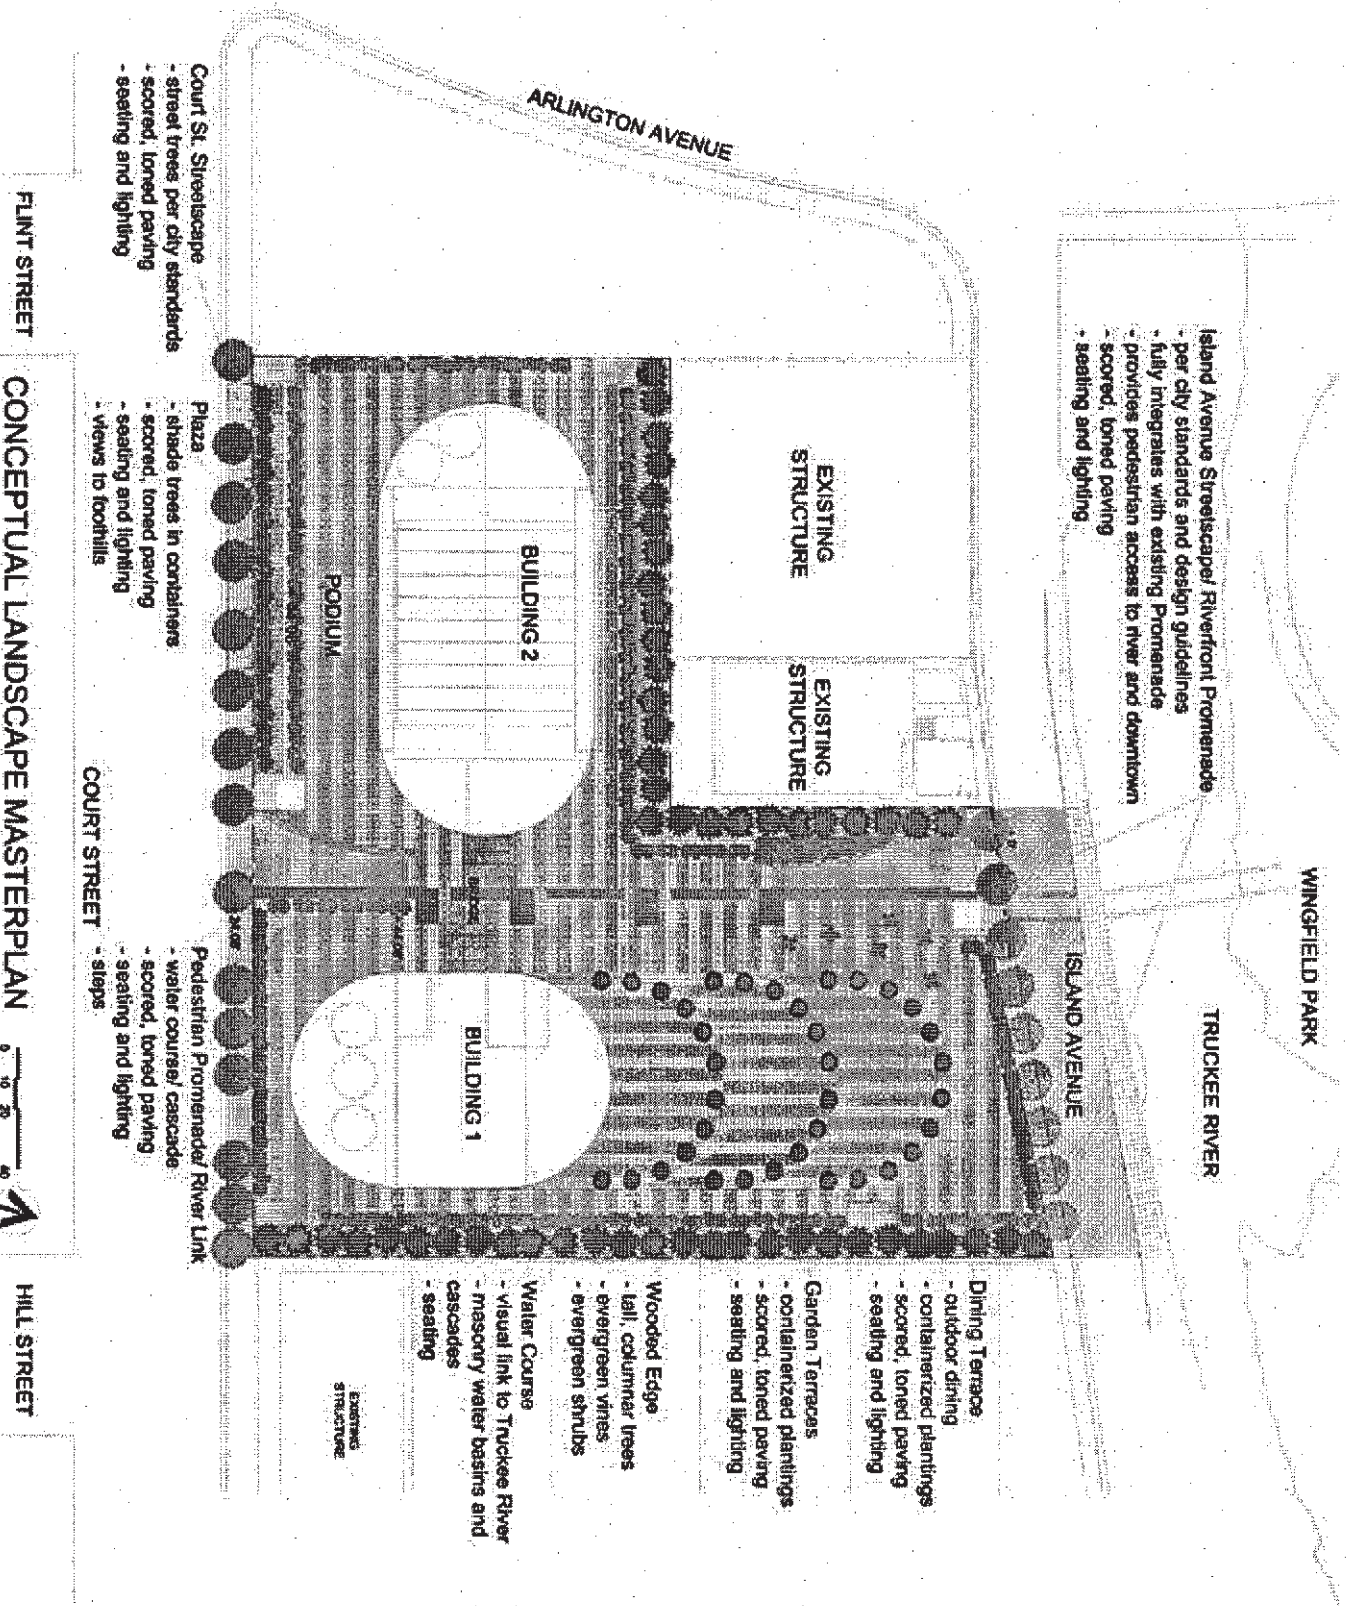 WINGFIELD PARK
TRUCKEE RIVER
ISLAND AVENUE
ARLINGTON AVENUE
Island Avenue Streetscape/ Riverfront Promenade
- per city standards and design guidelines
- fully integrates with existing Promenade
- provides pedestrian access to river and downtown
- scored, toned paving
- seating and lighting
EXISTING
STRUCTURE
EXISTING
STRUCTURE
BUILDING 2
PODIUM
BRIDGE
BUILDING 1
Dining Terrace
- outdoor dining
- containerized plantings
- scored, toned paving
- seating and lighting
Garden Terraces
- containerized plantings
- scored, toned paving
- seating and lighting
Wooded Edge
- tall, columnar trees
- evergreen vines
- evergreen shrubs
Water Course
- visual link to Truckee River
- masonry water basins and
cascades
- seating
EXISTING
STRUCTURE
Court St. Streetscape
- street trees per city standards
- scored, toned paving
- seating and lighting
Plaza
- shade trees in containers
- scored, toned paving
- seating and lighting
- views to foothills
Pedestrian Promenade/ River Link
- water course/ cascade
- scored, toned paving
- seating and lighting
- steps
COURT STREET
FLINT STREET
HILL STREET
CONCEPTUAL LANDSCAPE MASTERPLAN
0 10 20 40